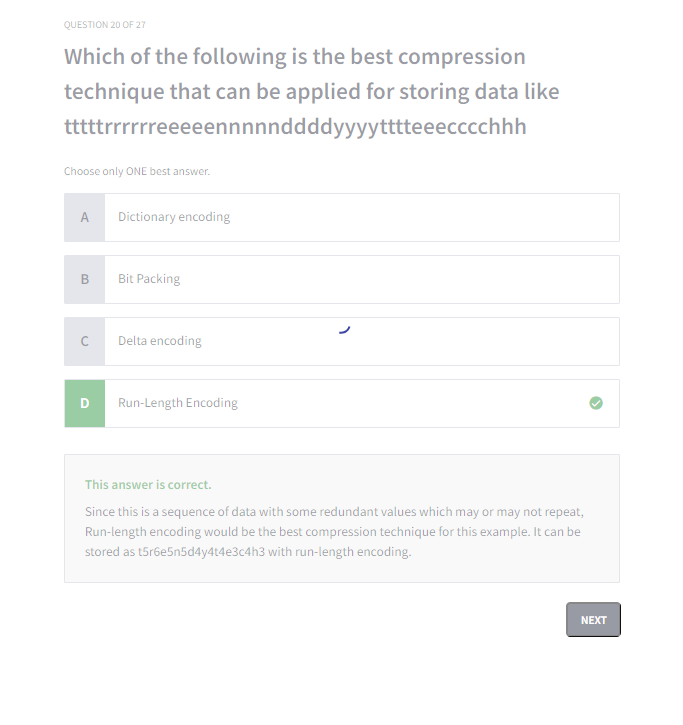 QUESTION 20 OF 27
Which of the following is the best compression
technique that can be applied for storing data like
tttttrrrrrreeeeennnnnddddyyyytttteeeccccchhh
Choose only ONE best answer.
A
Dictionary encoding
B
Bit Packing
C
Delta encoding
D
Run-Length Encoding
This answer is correct.
Since this is a sequence of data with some redundant values which may or may not repeat,
Run-length encoding would be the best compression technique for this example. It can be
stored as t5r6e5n5d4y4t4e3c4h3 with run-length encoding.
NEXT